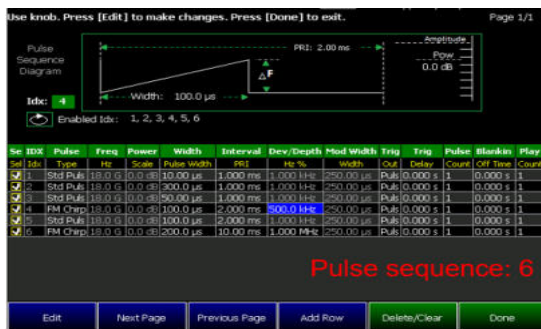 Use knob. Press [Edit] to make changes. Press [Done] to exit. Page 1/1
Pulse Sequence Diagram
PRI: 2.00 ms
Amplitude
Pow
0.0 dB
ΔF
Width: 100.0 µs
Idx: 4
Enabled Idx: 1, 2, 3, 4, 5, 6
Se IDX Pulse Freq Power Width Interval Dev/Depth Mod Width Trig Trig Pulse Blankin Play
Sel Idx Type Hz Scale Pulse Width PRI Hz % Width Out Delay Count Off Time Count
1 Std Puls 18.0 G 0.0 dB 10.00 µs 1.000 ms 1.000 kHz 250.00 µs Puls 0.000 s 1 0.000 s 1
2 Std Puls 18.0 G 0.0 dB 300.0 µs 1.000 ms 1.000 kHz 250.00 µs Puls 0.000 s 1 0.000 s 1
3 Std Puls 18.0 G 0.0 dB 50.00 µs 1.000 ms 1.000 kHz 250.00 µs Puls 0.000 s 1 0.000 s 1
4 FM Chirp 18.0 G 0.0 dB 100.0 µs 2.000 ms 500.0 kHz 250.00 µs Puls 0.000 s 1 0.000 s 1
5 Std Puls 18.0 G 0.0 dB 100.0 µs 2.000 ms 1.000 kHz 250.00 µs Puls 0.000 s 1 0.000 s 1
6 FM Chirp 18.0 G 0.0 dB 200.0 µs 10.00 ms 1.000 MHz 250.00 µs Puls 0.000 s 1 0.000 s 1
Pulse sequence: 6
Edit Next Page Previous Page Add Row Delete/Clear Done